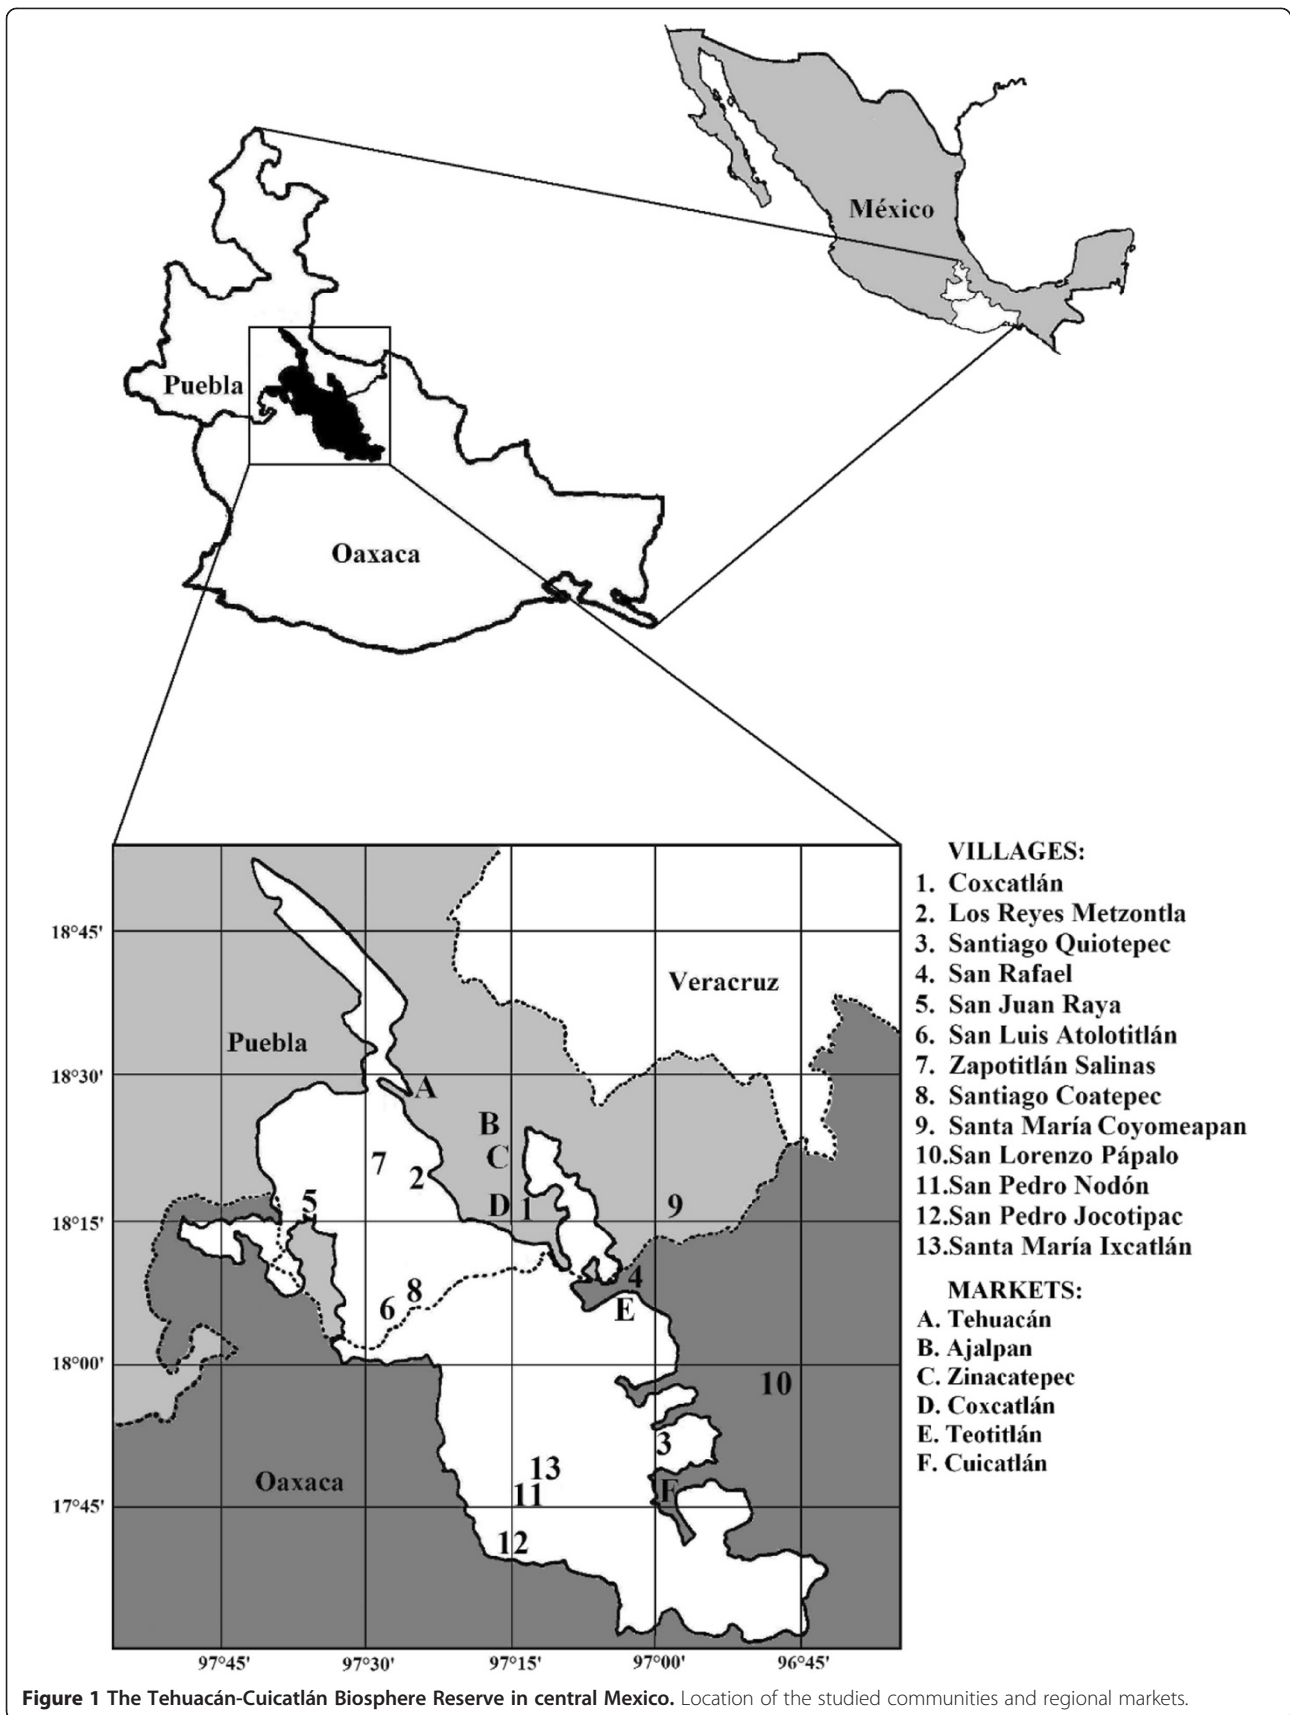 México
Puebla
Oaxaca
VILLAGES:
1. Coxcatlán
2. Los Reyes Metzontla
3. Santiago Quiotepec
4. San Rafael
5. San Juan Raya
6. San Luis Atolotitlán
7. Zapotitlán Salinas
8. Santiago Coatepec
9. Santa María Coyomeapan
10.San Lorenzo Pápalo
11.San Pedro Nodón
12.San Pedro Jocotipac
13.Santa María Ixcatlán
MARKETS:
A. Tehuacán
B. Ajalpan
C. Zinacatepec
D. Coxcatlán
E. Teotitlán
F. Cuicatlán
18°45'
Veracruz
Puebla
18°30'
A
B
C
7
2
5
D 1
9
18°15'
4
8
6
E
18°00'
10
3
13
Oaxaca
11
F
17°45'
12
97°45' 97°30' 97°15' 97°00' 96°45'
Figure 1 The Tehuacán-Cuicatlán Biosphere Reserve in central Mexico. Location of the studied communities and regional markets.